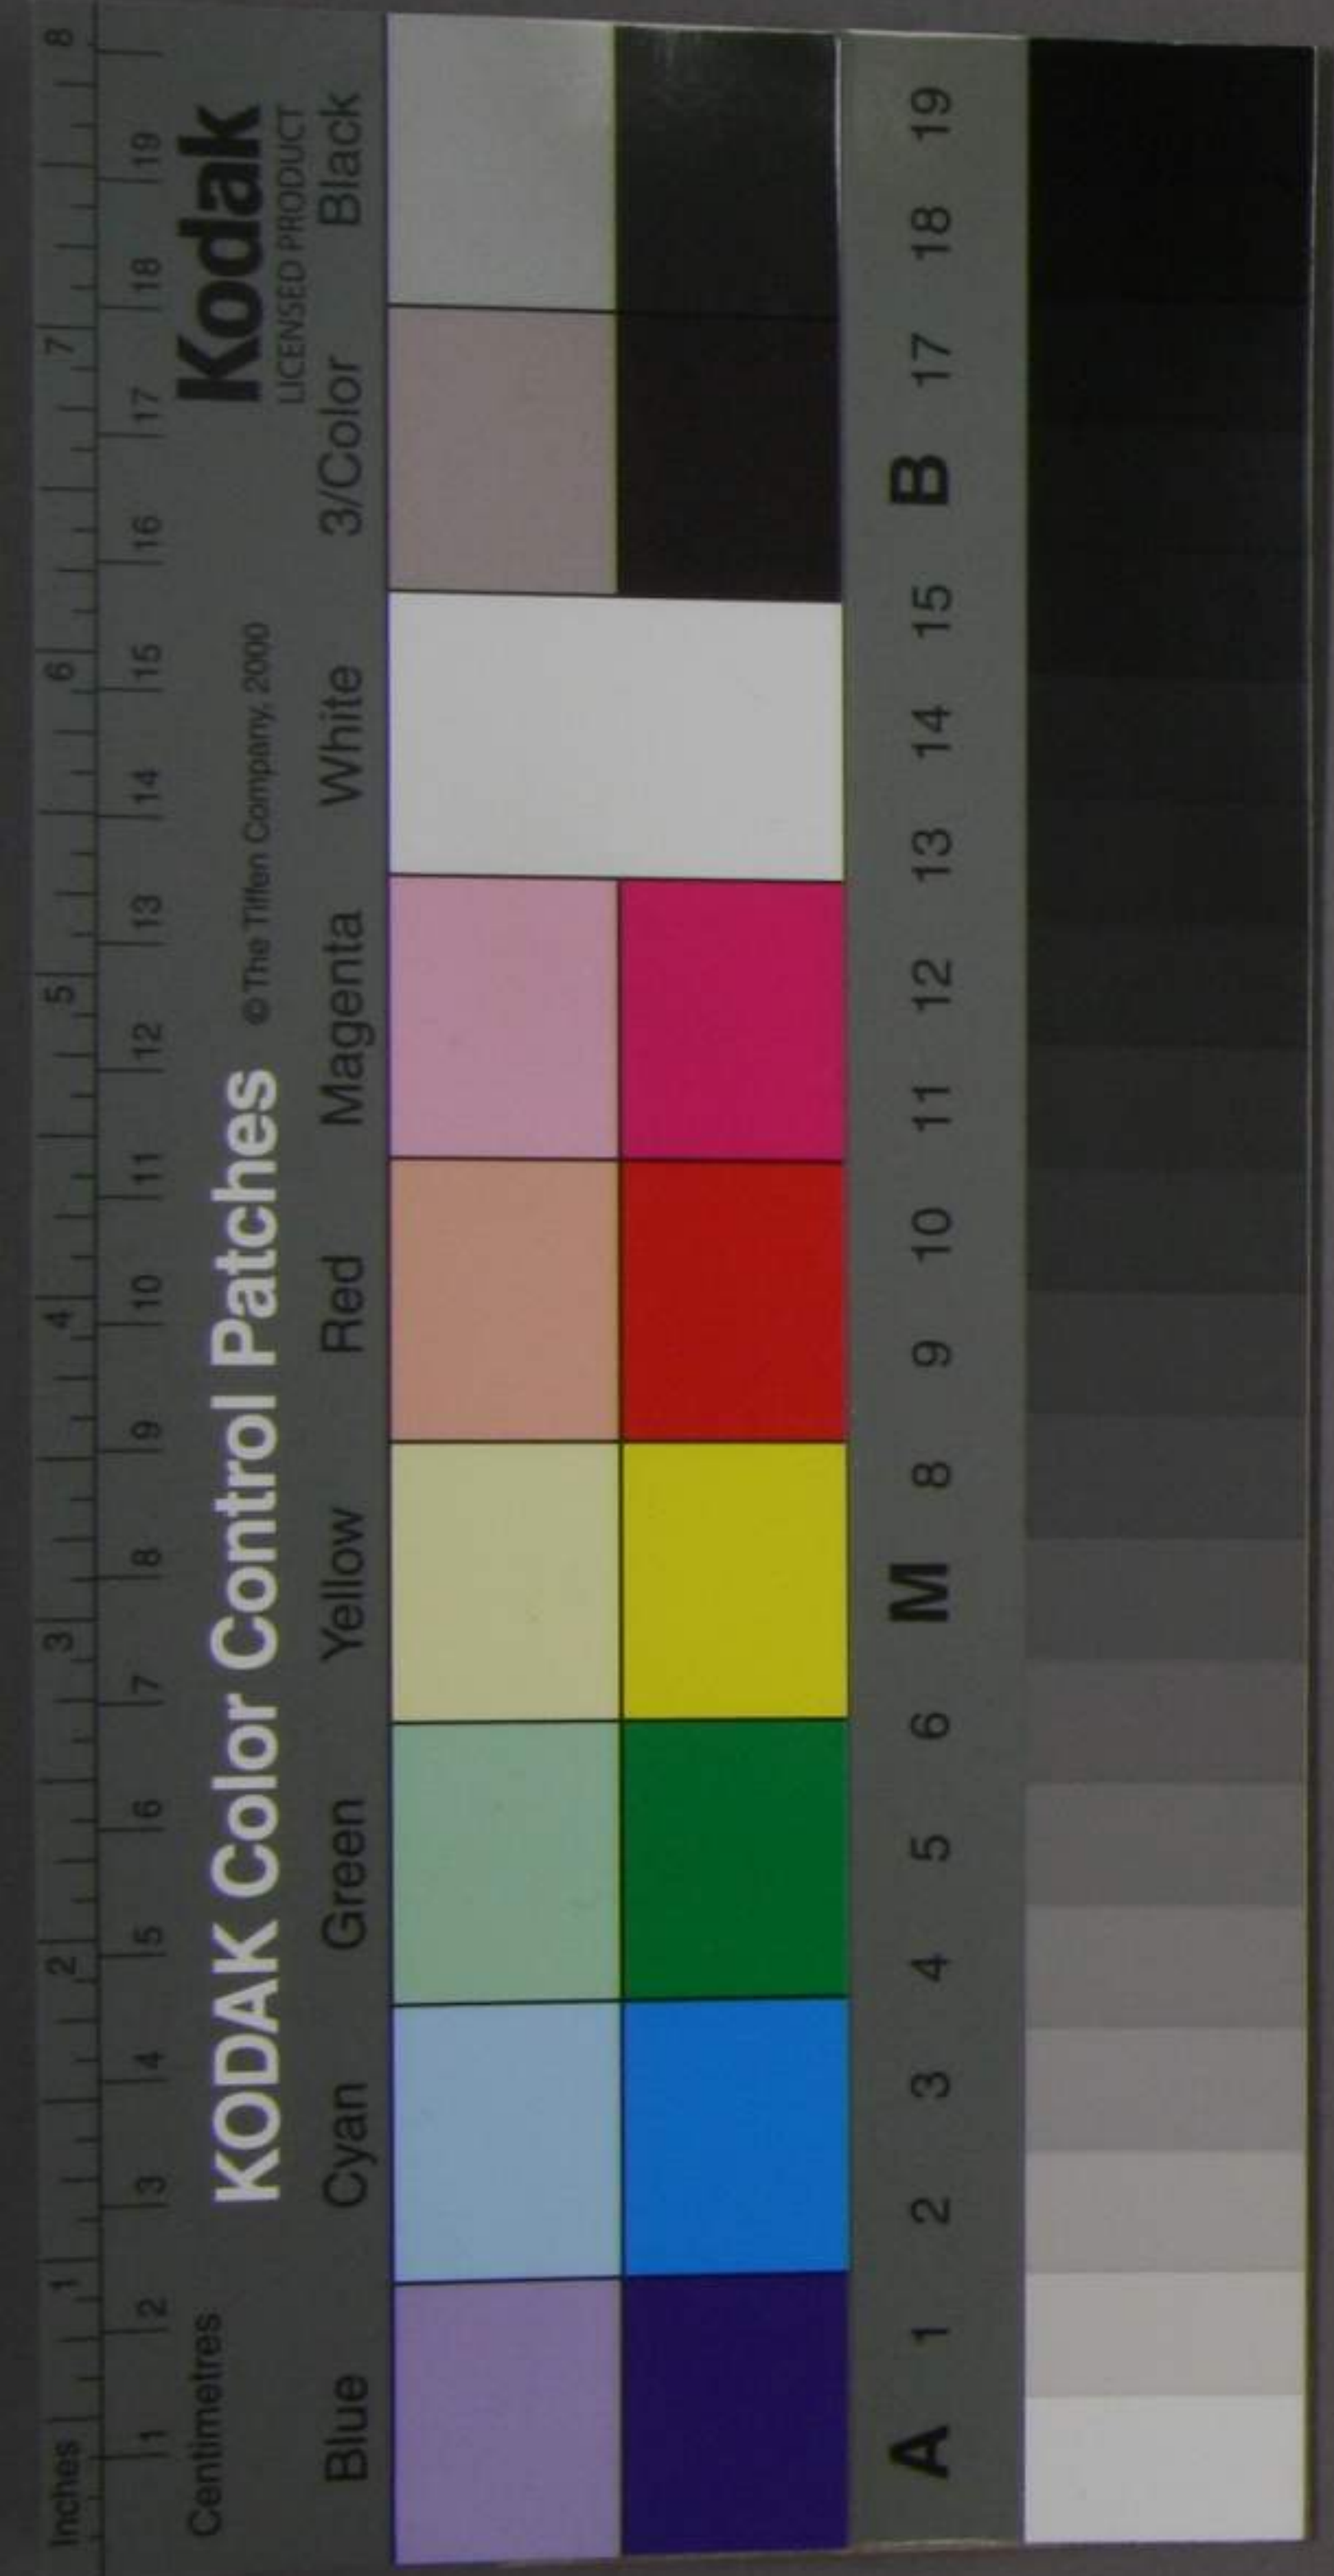 Inches 1 2 3 4 5 6 7 8
1 2 3 4 5 6 7 8 9 10 11 12 13 14 15 16 17 18 19
Centimetres
KODAK Color Control Patches © The Tiffen Company, 2000
Kodak
LICENSED PRODUCT
Blue Cyan Green Yellow Red Magenta White 3/Color Black
A 1 2 3 4 5 6 M 8 9 10 11 12 13 14 15 B 17 18 19